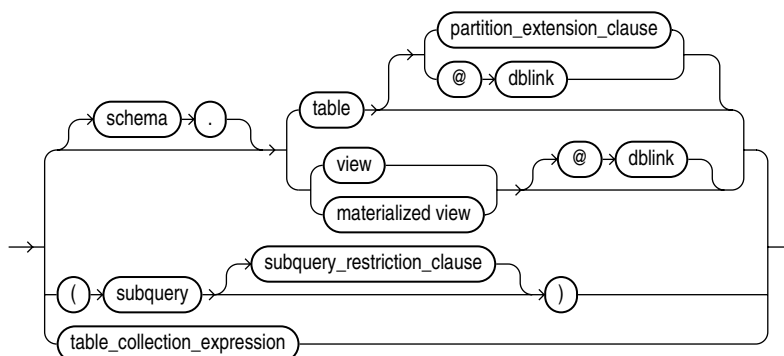 partition_extension_clause
@ dblink
schema . table
view @ dblink
materialized view
subquery_restriction_clause
( subquery )
table_collection_expression